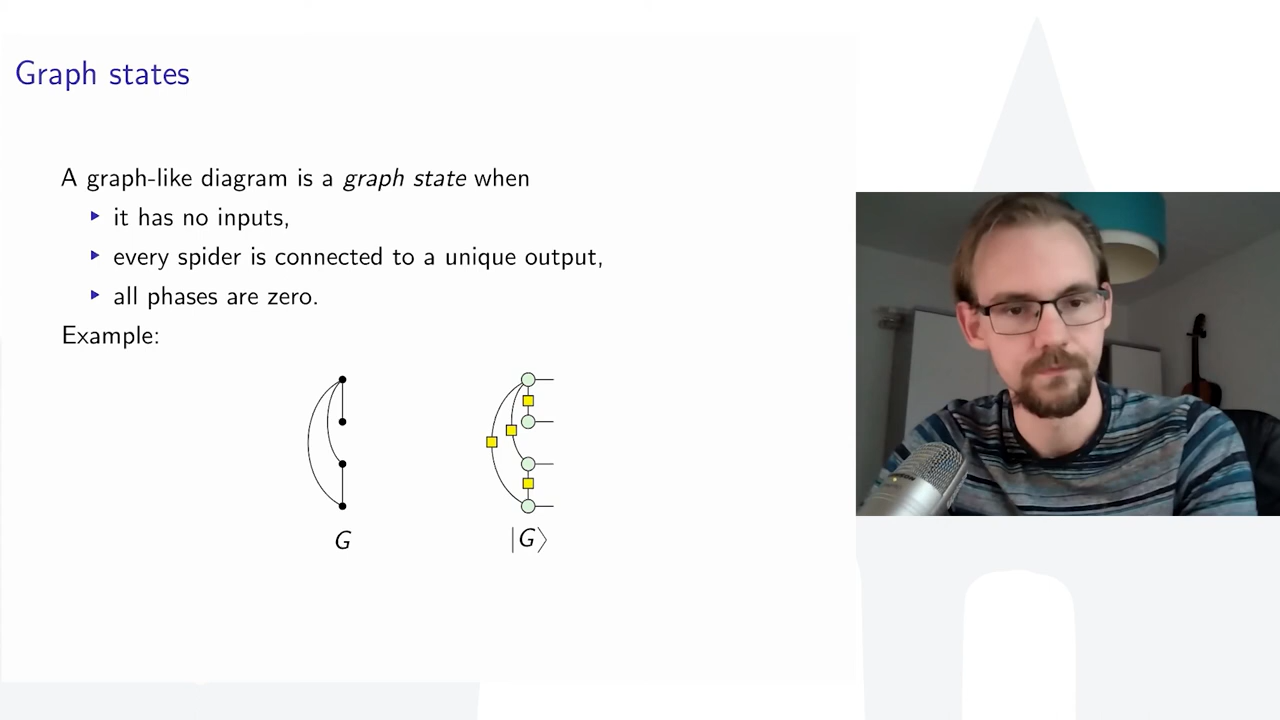 Graph states
A graph-like diagram is a graph state when
▸ it has no inputs,
▸ every spider is connected to a unique output,
▸ all phases are zero.
Example:
G |G⟩